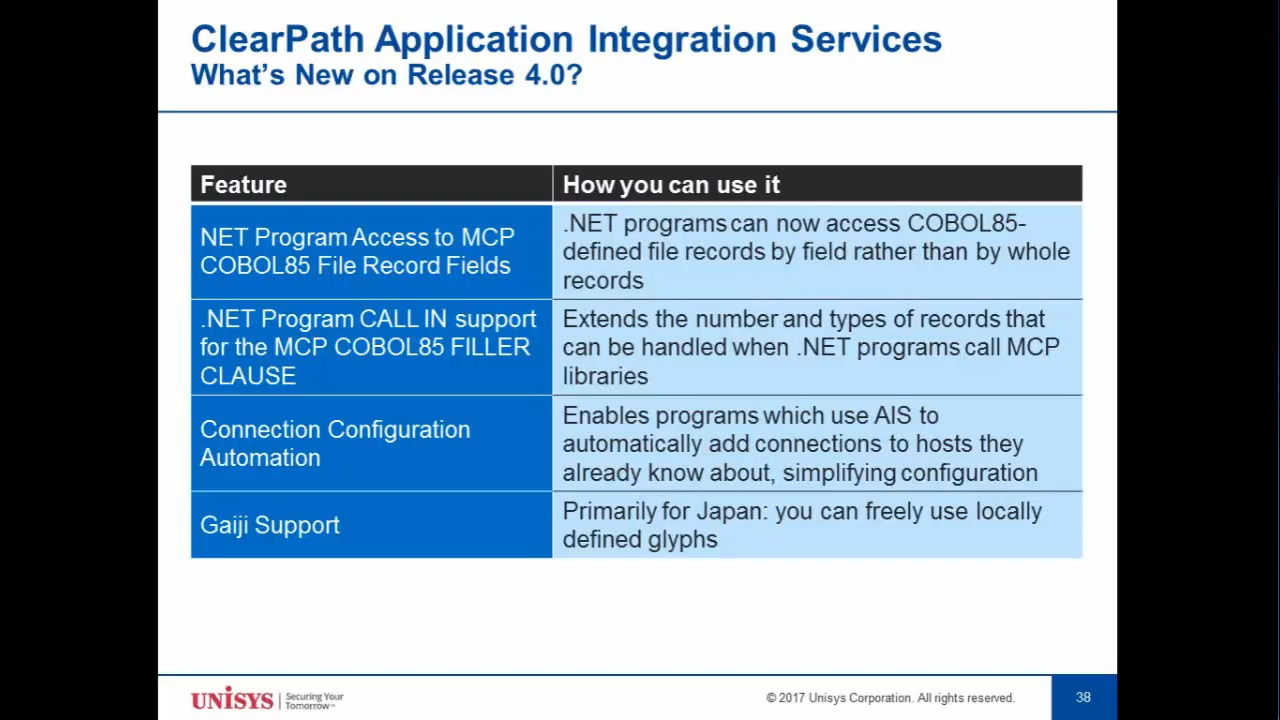 ClearPath Application Integration Services
What's New on Release 4.0?
Feature
How you can use it
NET Program Access to MCP
COBOL85 File Record Fields
.NET programs can now access COBOL85-
defined file records by field rather than by whole
records
.NET Program CALL IN support
for the MCP COBOL85 FILLER
CLAUSE
Extends the number and types of records that
can be handled when .NET programs call MCP
libraries
Connection Configuration
Automation
Enables programs which use AIS to
automatically add connections to hosts they
already know about, simplifying configuration
Gaiji Support
Primarily for Japan: you can freely use locally
defined glyphs
UNISYS
Securing Your
Tomorrow™
© 2017 Unisys Corporation. All rights reserved.
38